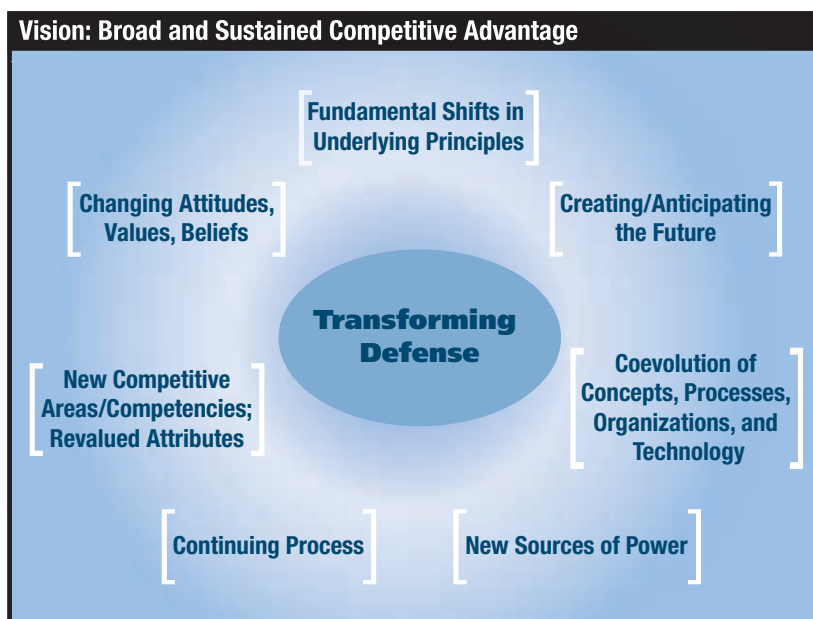 Vision: Broad and Sustained Competitive Advantage
Fundamental Shifts in
Underlying Principles
Changing Attitudes,
Values, Beliefs
Creating/Anticipating
the Future
Transforming
Defense
New Competitive
Areas/Competencies;
Revalued Attributes
Coevolution of
Concepts, Processes,
Organizations, and
Technology
Continuing Process
New Sources of Power